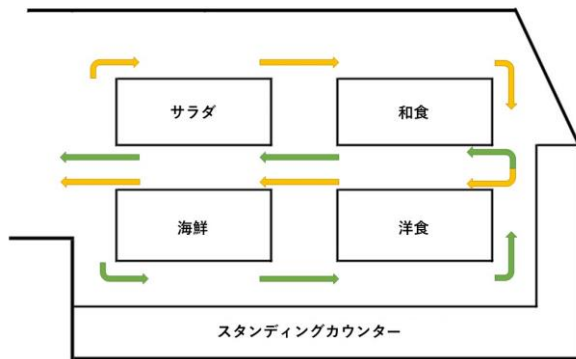 サラダ
和食
海鮮
洋食
スタンディングカウンター